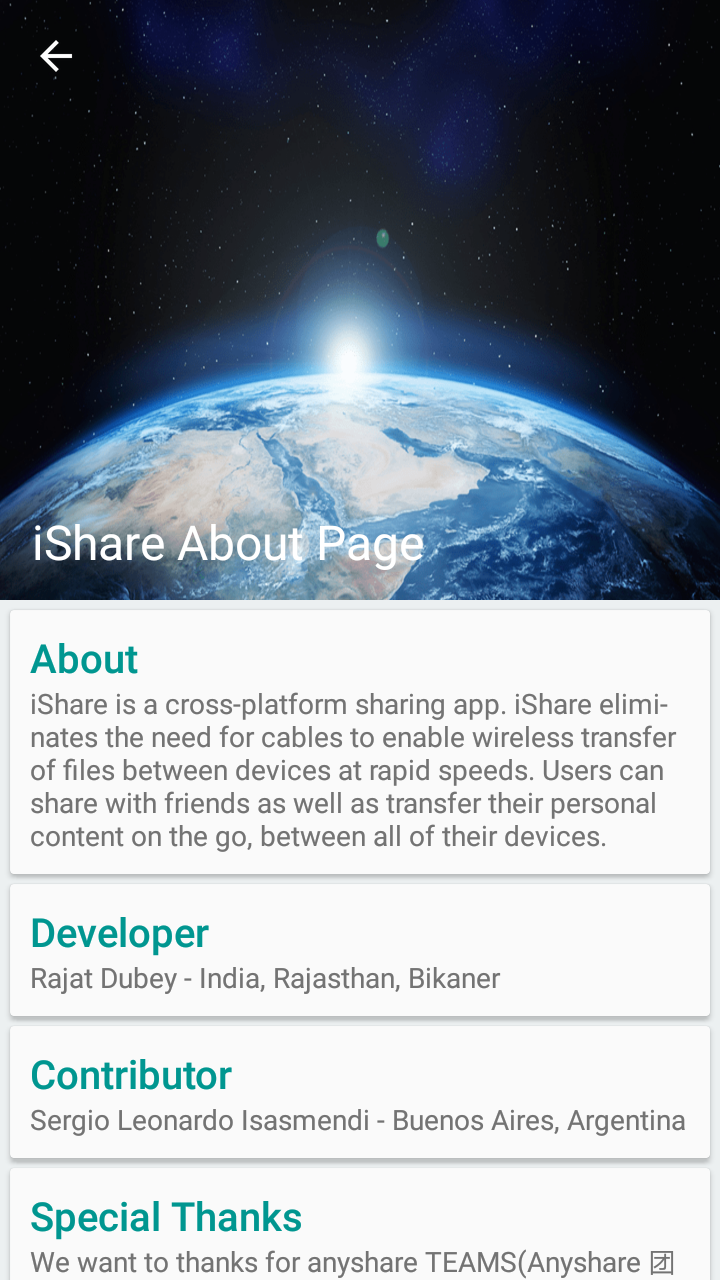 iShare About Page
About
iShare is a cross-platform sharing app. iShare elimi-
nates the need for cables to enable wireless transfer
of files between devices at rapid speeds. Users can
share with friends as well as transfer their personal
content on the go, between all of their devices.
Developer
Rajat Dubey - India, Rajasthan, Bikaner
Contributor
Sergio Leonardo Isasmendi - Buenos Aires, Argentina
Special Thanks
We want to thanks for anyshare TEAMS(Anyshare 团